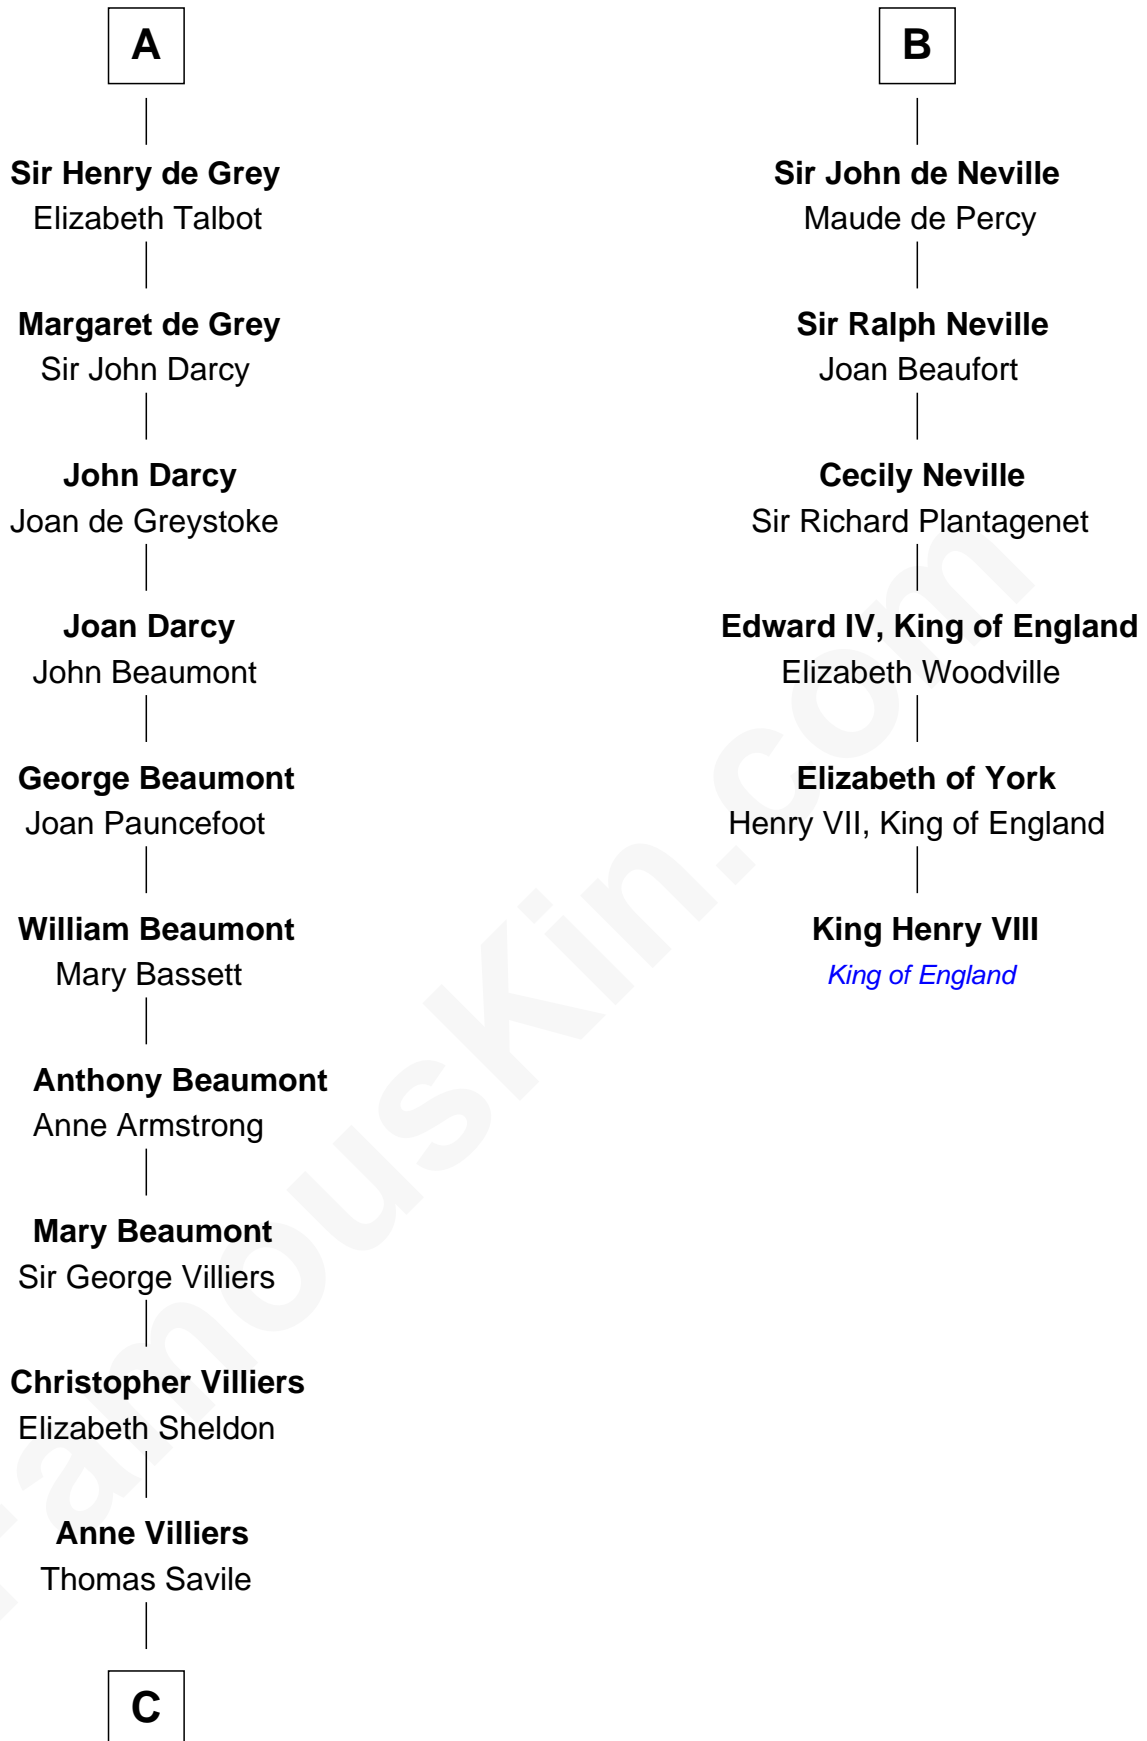 A
Sir Henry de Grey
Elizabeth Talbot
Margaret de Grey
Sir John Darcy
John Darcy
Joan de Greystoke
Joan Darcy
John Beaumont
George Beaumont
Joan Pauncefoot
William Beaumont
Mary Bassett
Anthony Beaumont
Anne Armstrong
Mary Beaumont
Sir George Villiers
Christopher Villiers
Elizabeth Sheldon
Anne Villiers
Thomas Savile
C
B
Sir John de Neville
Maude de Percy
Sir Ralph Neville
Joan Beaufort
Cecily Neville
Sir Richard Plantagenet
Edward IV, King of England
Elizabeth Woodville
Elizabeth of York
Henry VII, King of England
King Henry VIII
King of England
FamousKin.com